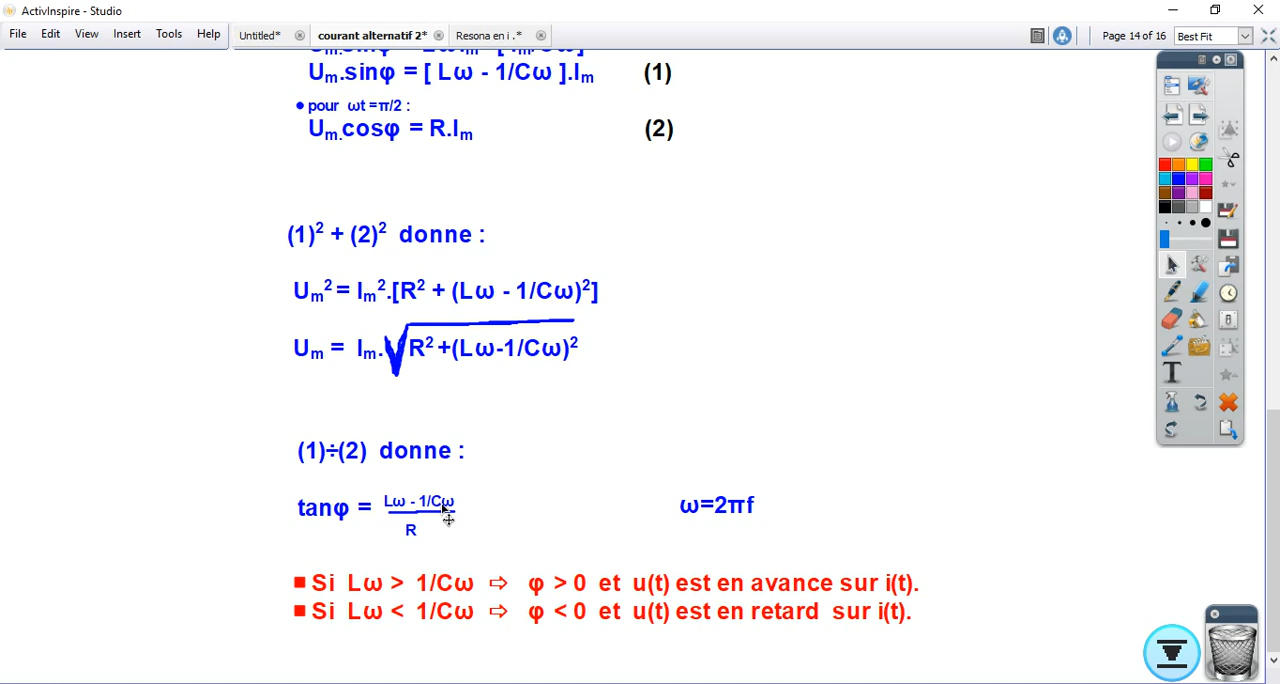 ActivInspire - Studio
File Edit View Insert Tools Help Untitled* courant alternatif 2* Resona en i .* Page 14 of 16 Best Fit
Um.sinφ = [ Lω - 1/Cω ].Im (1)
● pour ωt =π/2 :
Um.cosφ = R.Im (2)
(1)² + (2)² donne :
Um² = Im².[R² + (Lω - 1/Cω)²]
Um = Im.√R² +(Lω-1/Cω)²
(1)÷(2) donne :
tanφ = Lω - 1/Cω ω=2πf
R
■ Si Lω > 1/Cω ⇨ φ > 0 et u(t) est en avance sur i(t).
■ Si Lω < 1/Cω ⇨ φ < 0 et u(t) est en retard sur i(t).